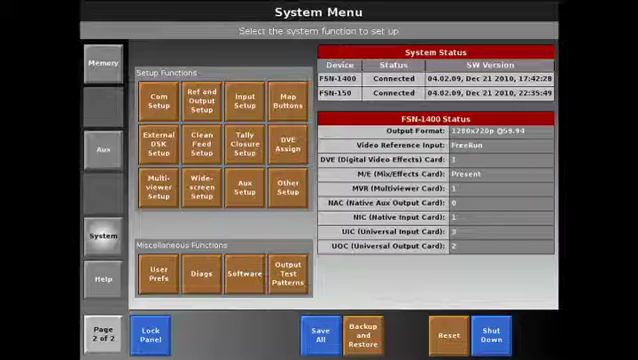 System Menu
Select the system function to set up
Memory
Aux
System
Help
Page
2 of 2
Setup Functions
Com
Setup
Ref and
Output
Setup
Input
Setup
Map
Buttons
External
DSK
Setup
Clean
Feed
Setup
Tally
Closure
Setup
DVE
Assign
Multi-
viewer
Setup
Wide-
screen
Setup
Aux
Setup
Other
Setup
Miscellaneous Functions
User
Prefs
Diags
Software
Output
Test
Patterns
System Status
Device Status SW Version
FSN-1400 Connected 04.02.09, Dec 21 2010, 17:42:28
FSN-150 Connected 04.02.09, Dec 21 2010, 22:35:49
FSN-1400 Status
Output Format: 1280x720p @59.94
Video Reference Input: FreeRun
DVE (Digital Video Effects) Card: 1
M/E (Mix/Effects) Card: Present
MVR (Multiviewer) Card: 1
NAC (Native Aux Output) Card: 0
NIC (Native Input) Card: 1
UIC (Universal Input) Card: 3
UOC (Universal Output Card): 2
Lock
Panel
Save
All
Backup
and
Restore
Reset
Shut
Down